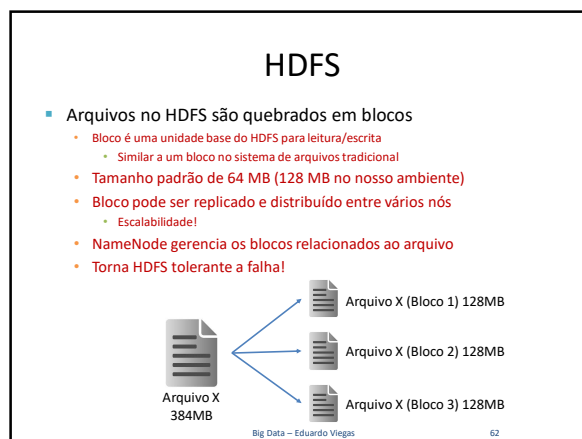 HDFS
Arquivos no HDFS são quebrados em blocos
Bloco é uma unidade base do HDFS para leitura/escrita
Similar a um bloco no sistema de arquivos tradicional
Tamanho padrão de 64 MB (128 MB no nosso ambiente)
Bloco pode ser replicado e distribuído entre vários nós
Escalabilidade!
NameNode gerencia os blocos relacionados ao arquivo
Torna HDFS tolerante a falha!
Arquivo X (Bloco 1) 128MB
Arquivo X (Bloco 2) 128MB
Arquivo X
384MB
Arquivo X (Bloco 3) 128MB
Big Data – Eduardo Viegas
62